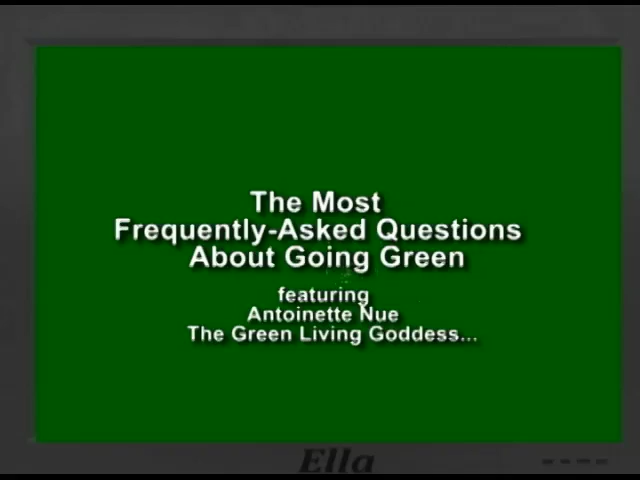 The Most
Frequently-Asked Questions
About Going Green
featuring
Antoinette Nue
The Green Living Goddess...
Ella